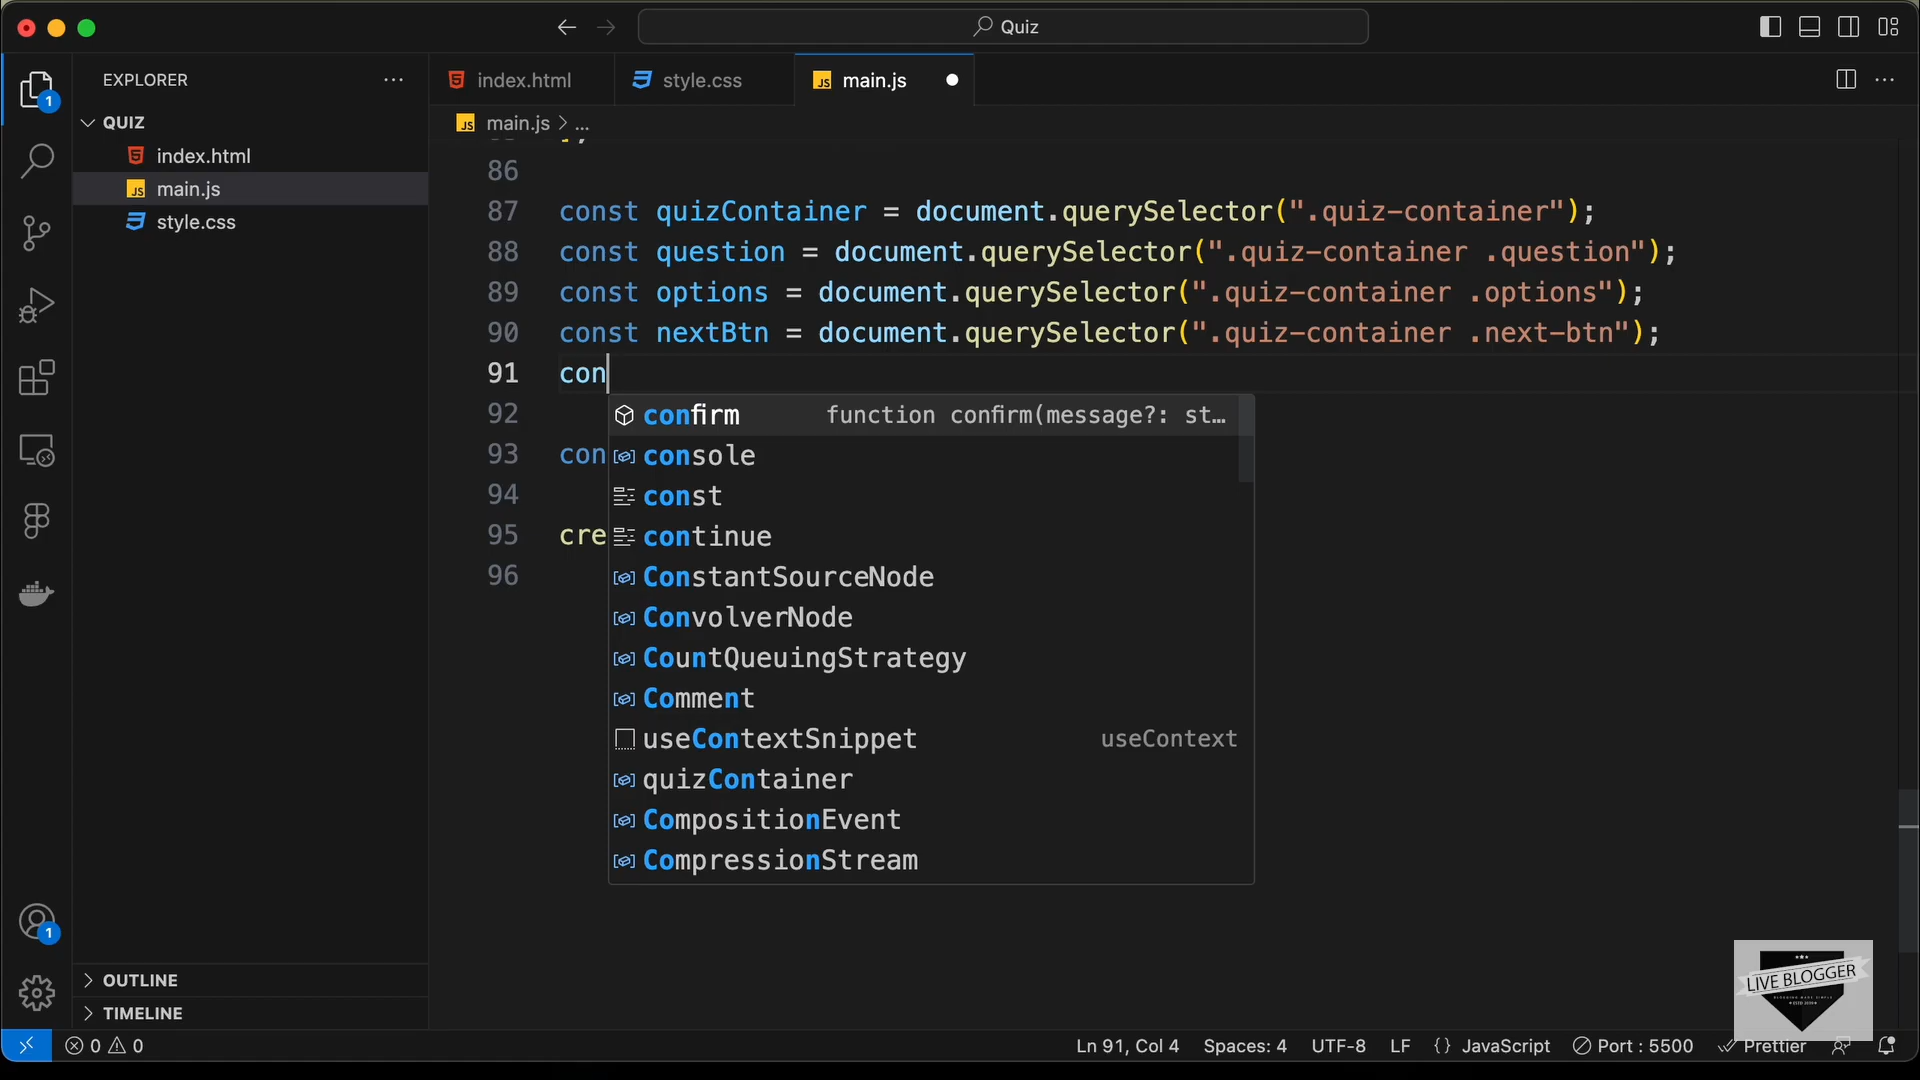 Quiz
EXPLORER
QUIZ
index.html
main.js
style.css
OUTLINE
TIMELINE
index.html
style.css
main.js
main.js > ...
86
87 const quizContainer = document.querySelector(".quiz-container");
88 const question = document.querySelector(".quiz-container .question");
89 const options = document.querySelector(".quiz-container .options");
90 const nextBtn = document.querySelector(".quiz-container .next-btn");
91 con
92
93 con
94
95 cre
96
confirm function confirm(message?: st…
console
const
continue
ConstantSourceNode
ConvolverNode
CountQueuingStrategy
Comment
useContextSnippet useContext
quizContainer
CompositionEvent
CompressionStream
1
1
LIVE BLOGGER
0 0
Ln 91, Col 4 Spaces: 4 UTF-8 LF {} JavaScript Port : 5500 Prettier